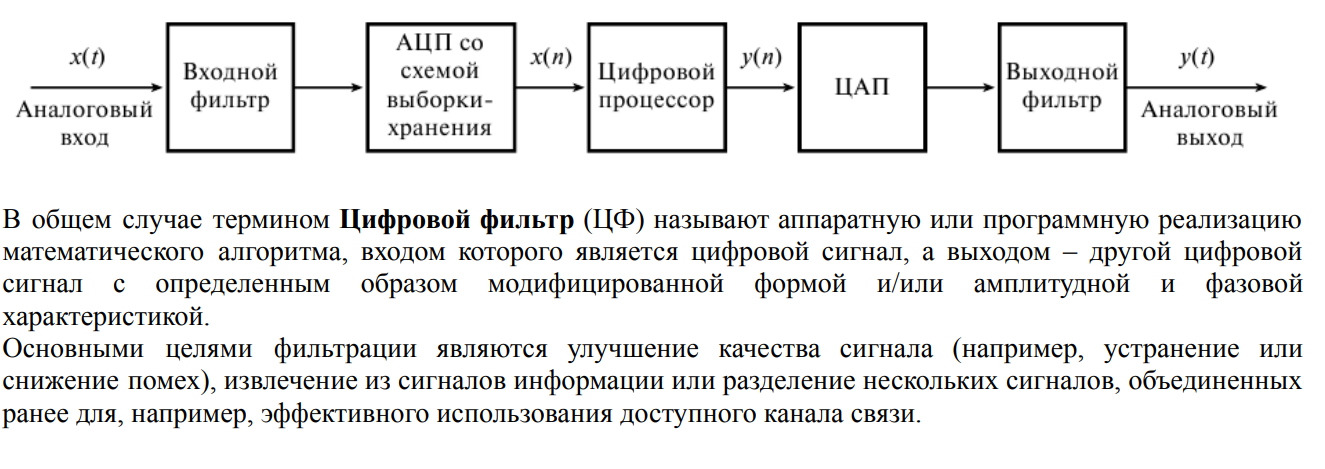 x(t)
Аналоговый
вход
Входной
фильтр
АЦП со
схемой
выборки-
хранения
x(n)
Цифровой
процессор
y(n)
ЦАП
Выходной
фильтр
y(t)
Аналоговый
выход
В общем случае термином Цифровой фильтр (ЦФ) называют аппаратную или программную реализацию
математического алгоритма, входом которого является цифровой сигнал, а выходом – другой цифровой
сигнал с определенным образом модифицированной формой и/или амплитудной и фазовой
характеристикой.
Основными целями фильтрации являются улучшение качества сигнала (например, устранение или
снижение помех), извлечение из сигналов информации или разделение нескольких сигналов, объединенных
ранее для, например, эффективного использования доступного канала связи.